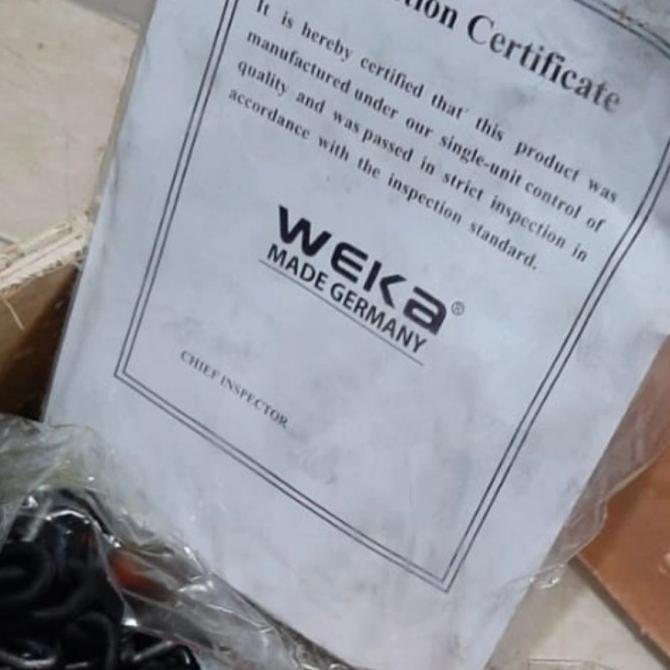 Certificate
It is hereby certified that this product was
manufactured under our single-unit control of
quality and was passed in strict inspection in
accordance with the inspection standard.
WEKa®
MADE GERMANY
CHIEF INSPECTOR